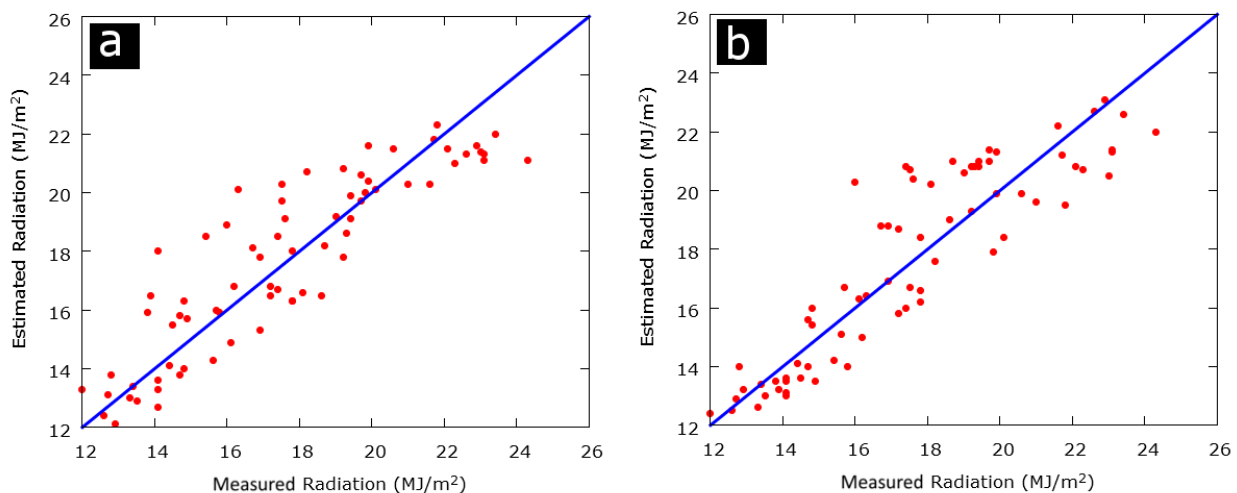 a
26
24
22
20
18
16
14
12
12 14 16 18 20 22 24 26
Estimated Radiation (MJ/m²)
Measured Radiation (MJ/m²)
b
26
24
22
20
18
16
14
12
12 14 16 18 20 22 24 26
Estimated Radiation (MJ/m²)
Measured Radiation (MJ/m²)